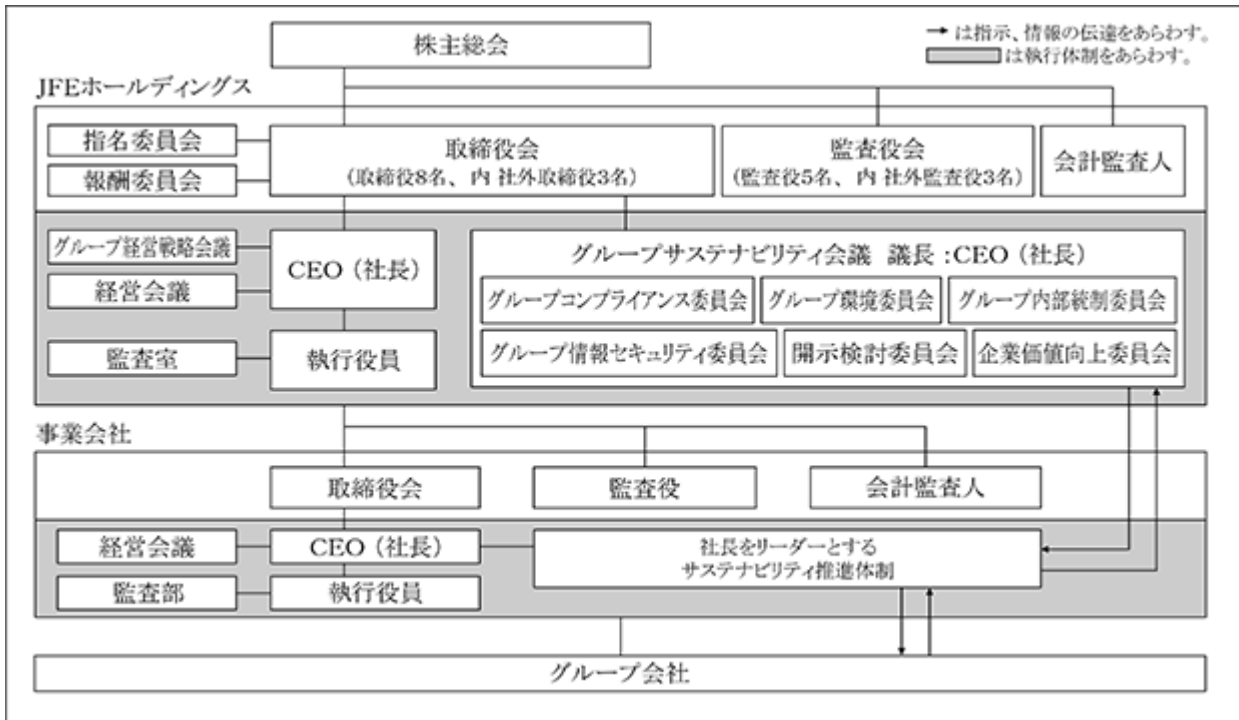 株主総会
→ は指示、情報の伝達をあらわす。
は執行体制をあらわす。
JFEホールディングス
指名委員会
報酬委員会
取締役会
(取締役8名、内 社外取締役3名)
監査役会
(監査役5名、内 社外監査役3名)
会計監査人
グループ経営戦略会議
経営会議
CEO（社長）
監査室
執行役員
グループサステナビリティ会議 議長：CEO（社長）
グループコンプライアンス委員会
グループ環境委員会
グループ内部統制委員会
グループ情報セキュリティ委員会
開示検討委員会
企業価値向上委員会
事業会社
取締役会
監査役
会計監査人
経営会議
CEO（社長）
社長をリーダーとする
サステナビリティ推進体制
監査部
執行役員
グループ会社